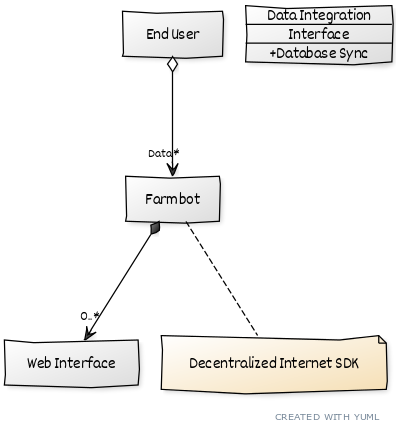 End User
Data Integration
Interface
+Database Sync
Data*
Farmbot
0..*
Web Interface
Decentralized Internet SDK
CREATED WITH YUML